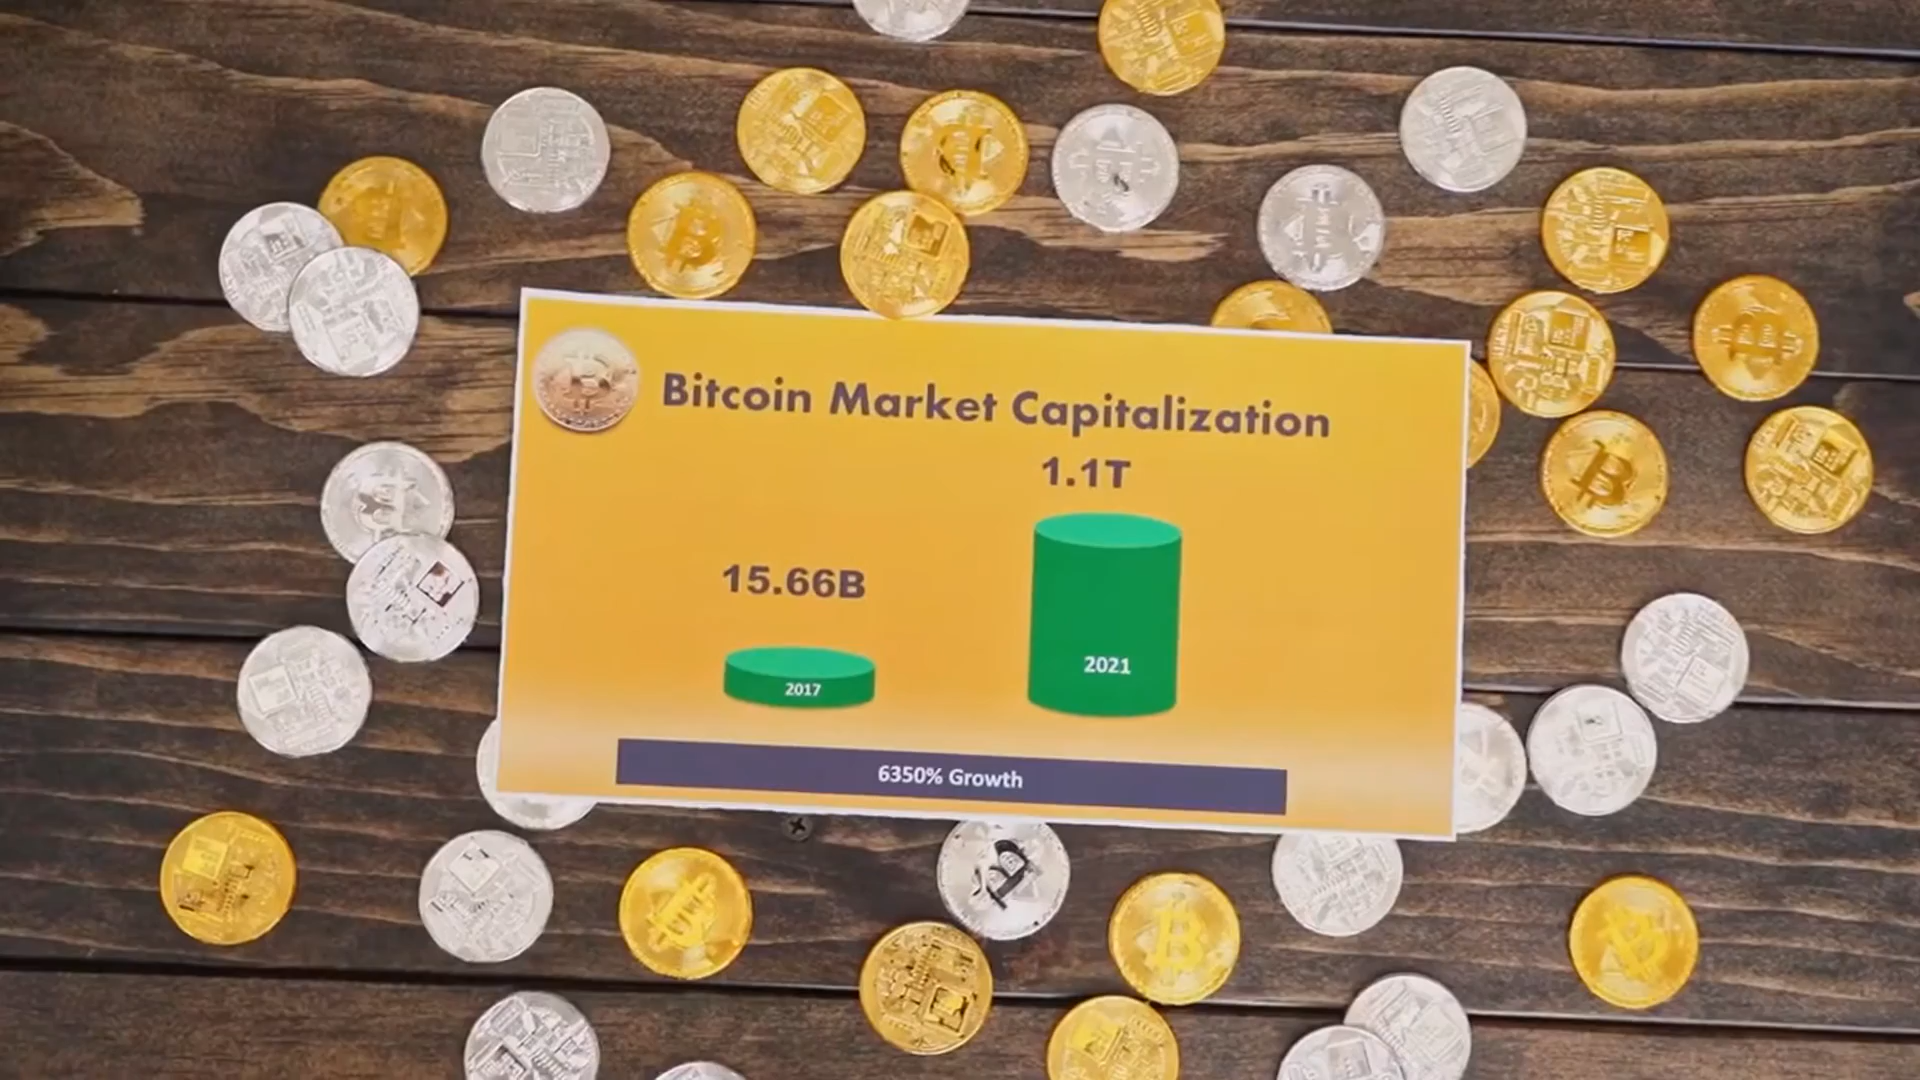 Bitcoin Market Capitalization
1.1T
15.66B
2021
2017
6350% Growth